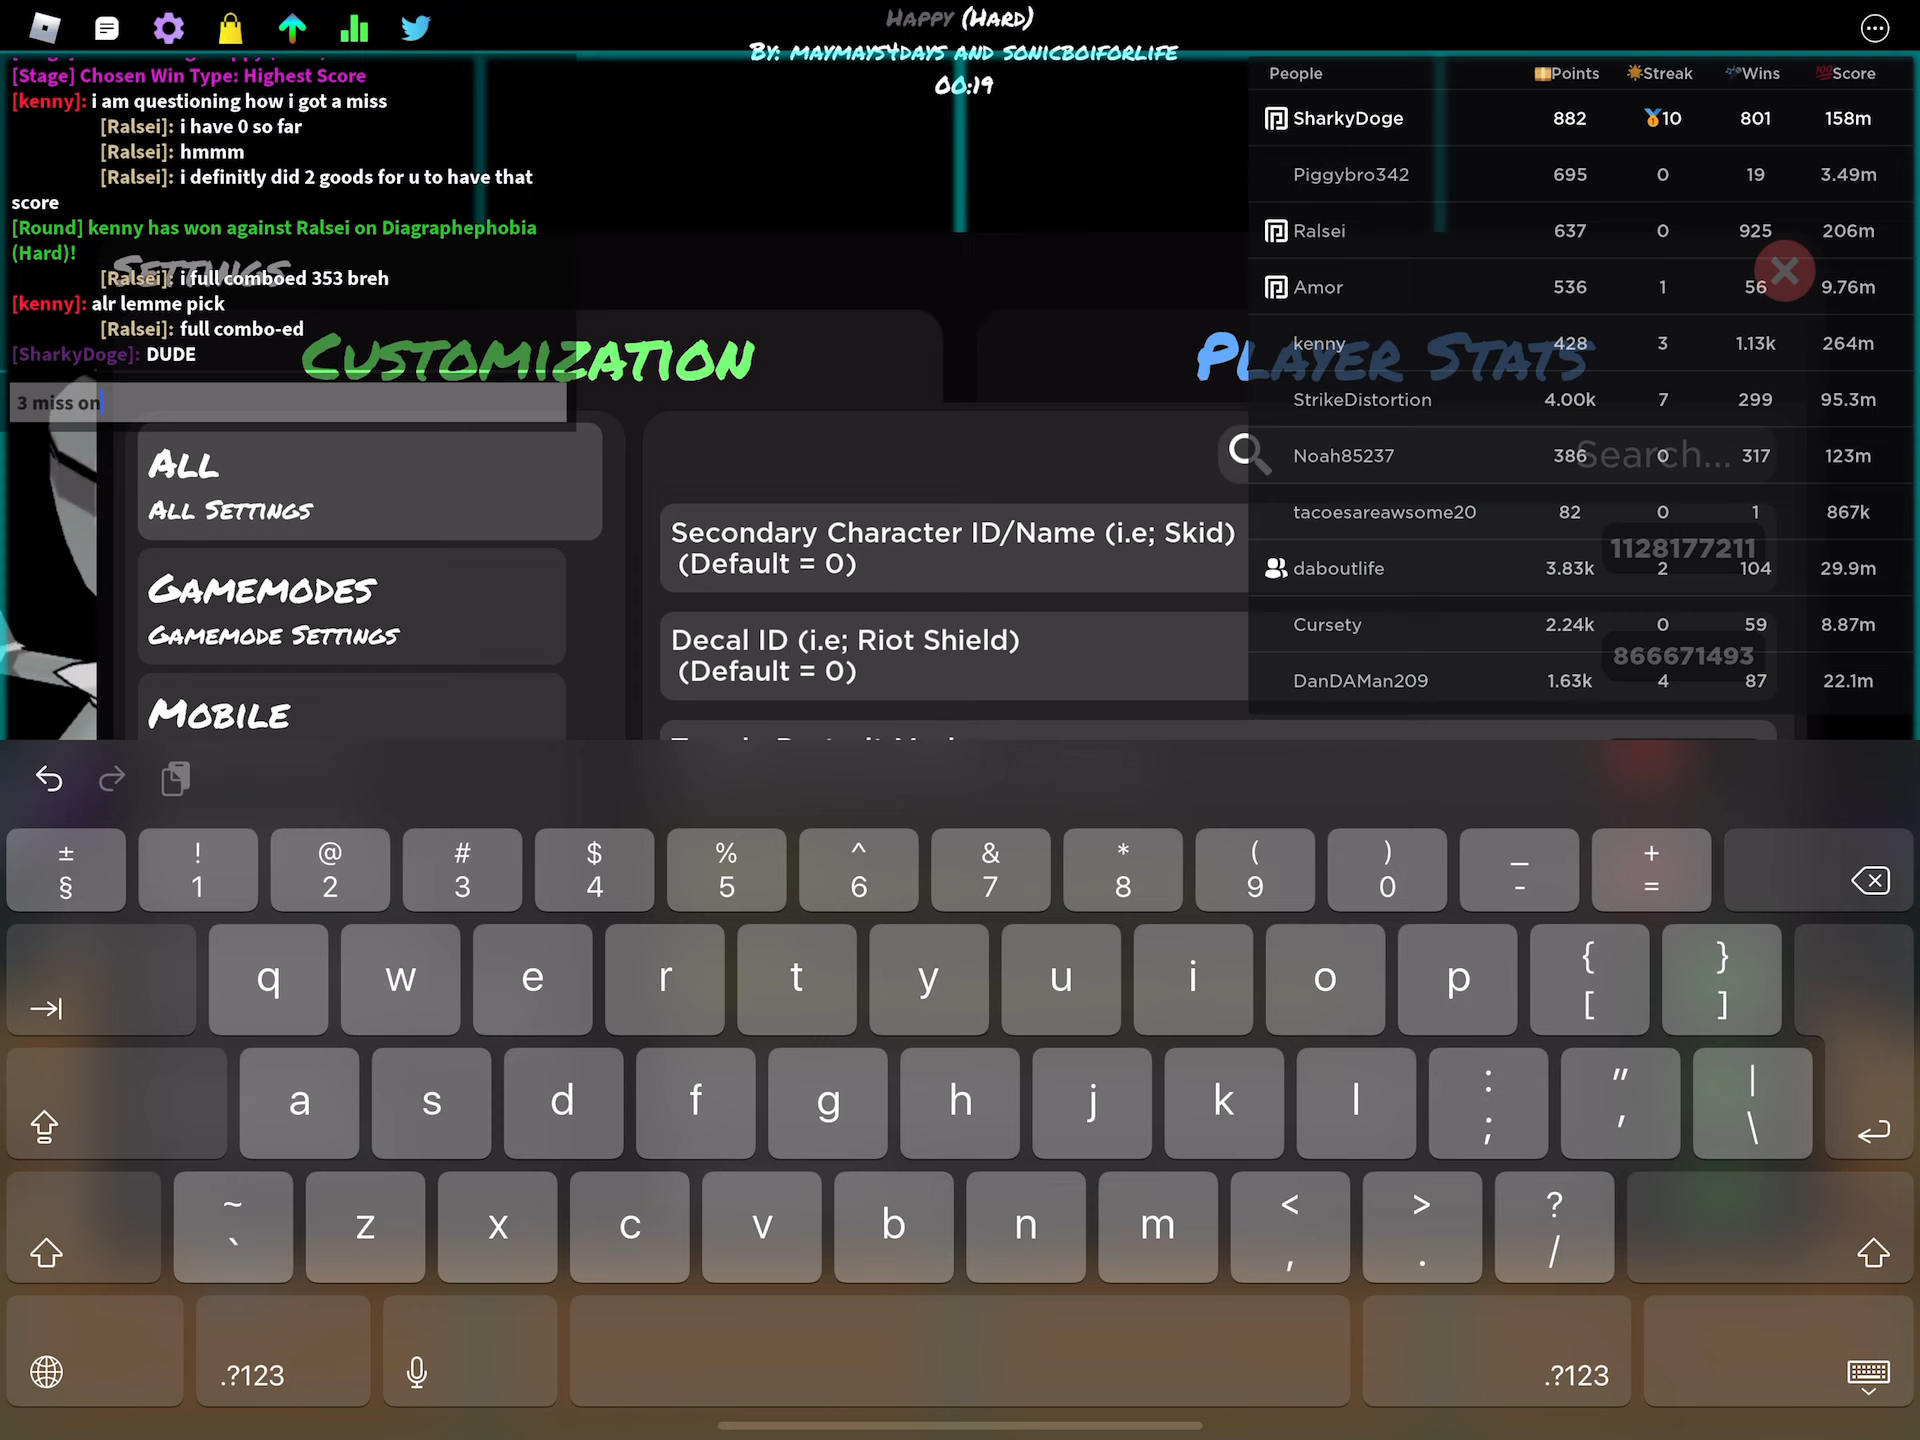 Happy (Hard)
By: maymays4days and sonicboiforlife
00:19
[Stage] Chosen Win Type: Highest Score
[kenny]: i am questioning how i got a miss
[Ralsei]: i have 0 so far
[Ralsei]: hmmm
[Ralsei]: i definitly did 2 goods for u to have that
score
[Round] kenny has won against Ralsei on Diagraphephobia
(Hard)!
[Ralsei]: i full comboed 353 breh
[kenny]: alr lemme pick
[Ralsei]: full combo-ed
[SharkyDoge]: DUDE
3 miss on
People Points Streak Wins Score
SharkyDoge 882 10 801 158m
Piggybro342 695 0 19 3.49m
Ralsei 637 0 925 206m
Amor 536 1 56 9.76m
kenny 428 3 1.13k 264m
StrikeDistortion 4.00k 7 299 95.3m
Noah85237 386 0 317 123m
tacoesareawsome20 82 0 1 867k
daboutlife 3.83k 2 104 29.9m
Cursety 2.24k 0 59 8.87m
DanDAMan209 1.63k 4 87 22.1m
Settings
Customization
Player Stats
Search...
All
All Settings
Gamemodes
Gamemode Settings
Mobile
Secondary Character ID/Name (i.e; Skid)
(Default = 0)
1128177211
Decal ID (i.e; Riot Shield)
(Default = 0)
866671493
± ! @ # $ % ^ & * ( ) _ +
§ 1 2 3 4 5 6 7 8 9 0 - =
q w e r t y u i o p { }
[ ]
a s d f g h j k l : " |
; ' \
~ z x c v b n m < > ?
` , . /
.?123 .?123